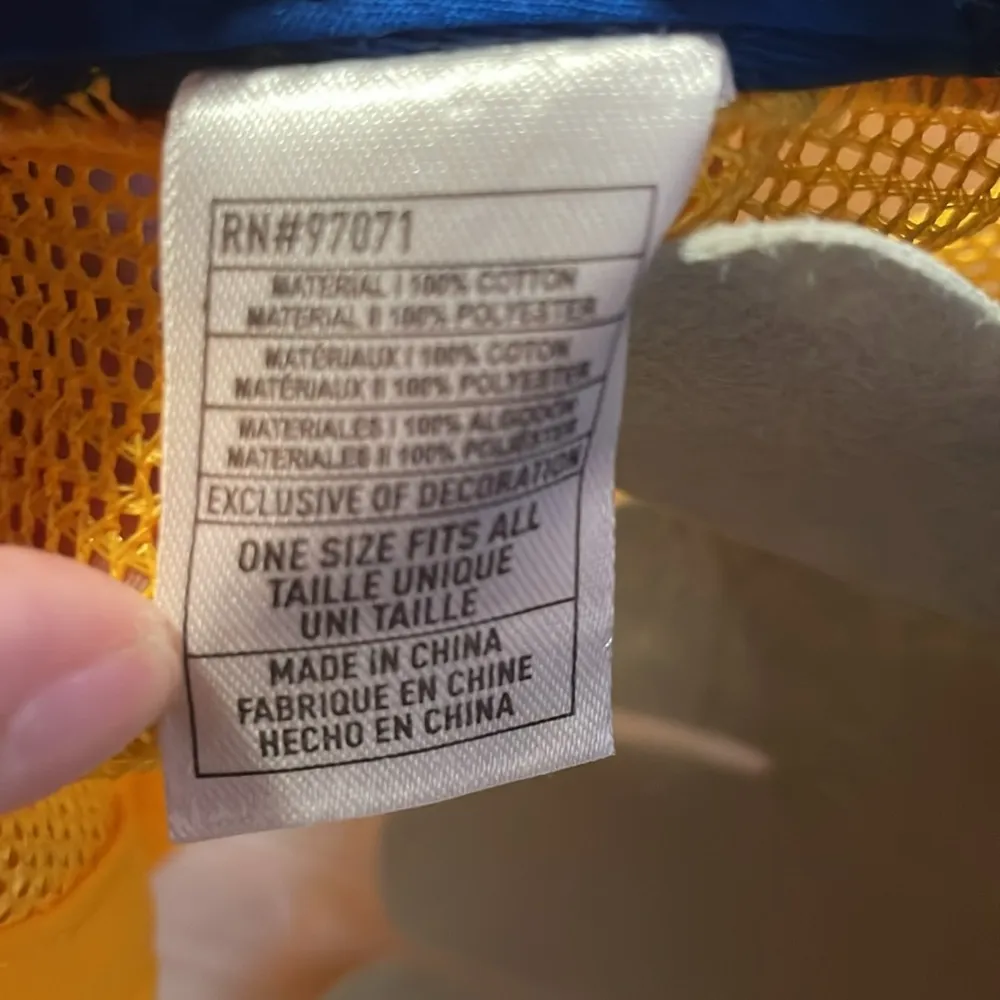 RN#97071
MATERIAL I 100% COTTON
MATERIAL II 100% POLYESTER
MATÉRIAUX I 100% COTON
MATÉRIAUX II 100% POLYESTER
MATERIALES I 100% ALGODÓN
MATERIALES II 100% POLIÉSTER
EXCLUSIVE OF DECORATION
ONE SIZE FITS ALL
TAILLE UNIQUE
UNI TAILLE
MADE IN CHINA
FABRIQUE EN CHINE
HECHO EN CHINA